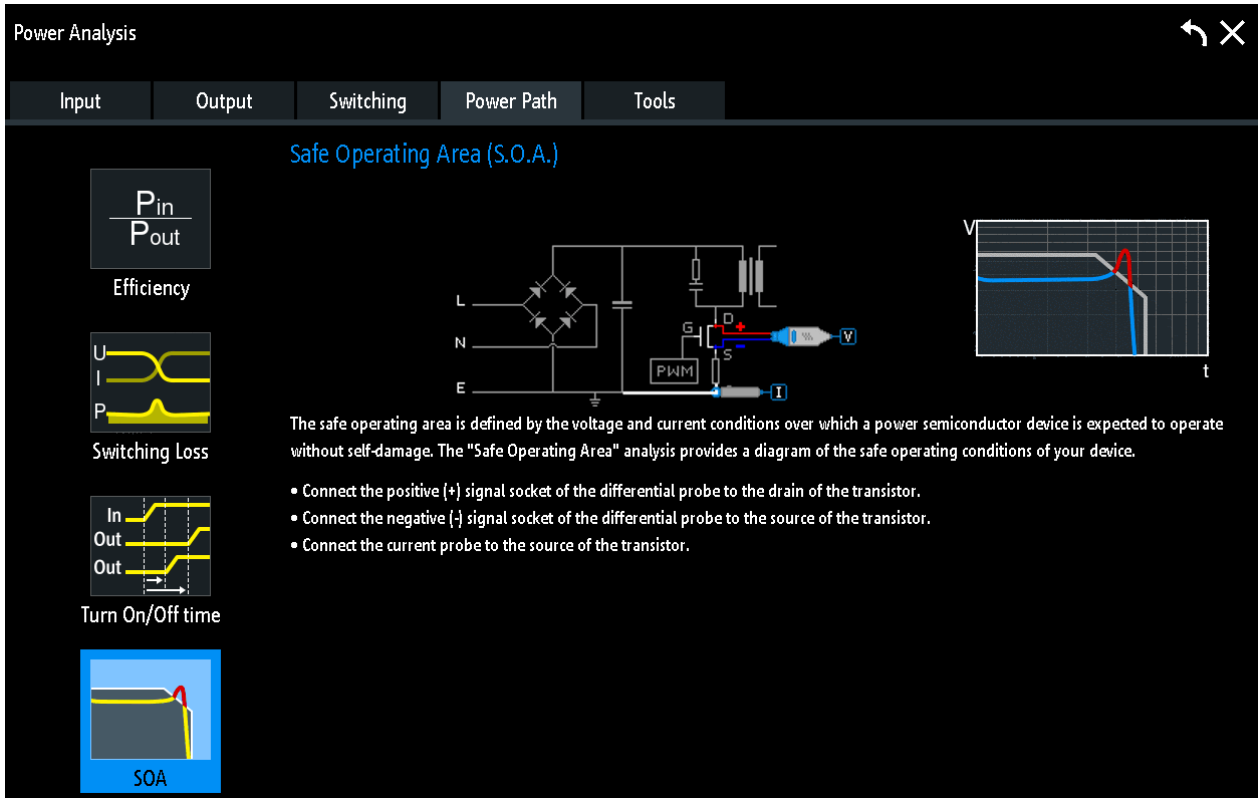 Power Analysis
Input Output Switching Power Path Tools
Safe Operating Area (S.O.A.)
Pin
Pout
Efficiency
U
I
P
Switching Loss
In
Out
Out
Turn On/Off time
SOA
L
N
E
G
D
+
-
S
PWM
V
I
V
t
The safe operating area is defined by the voltage and current conditions over which a power semiconductor device is expected to operate
without self-damage. The "Safe Operating Area" analysis provides a diagram of the safe operating conditions of your device.
• Connect the positive (+) signal socket of the differential probe to the drain of the transistor.
• Connect the negative (-) signal socket of the differential probe to the source of the transistor.
• Connect the current probe to the source of the transistor.